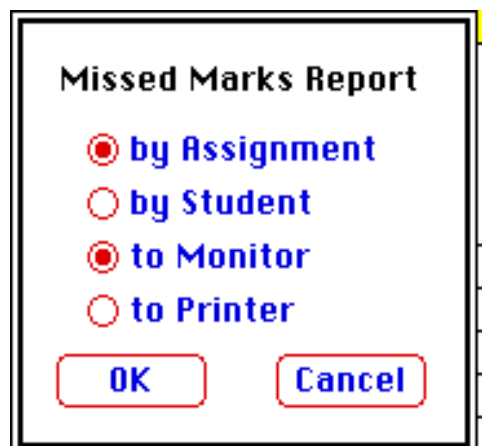 Missed Marks Report
by Assignment
by Student
to Monitor
to Printer
OK
Cancel